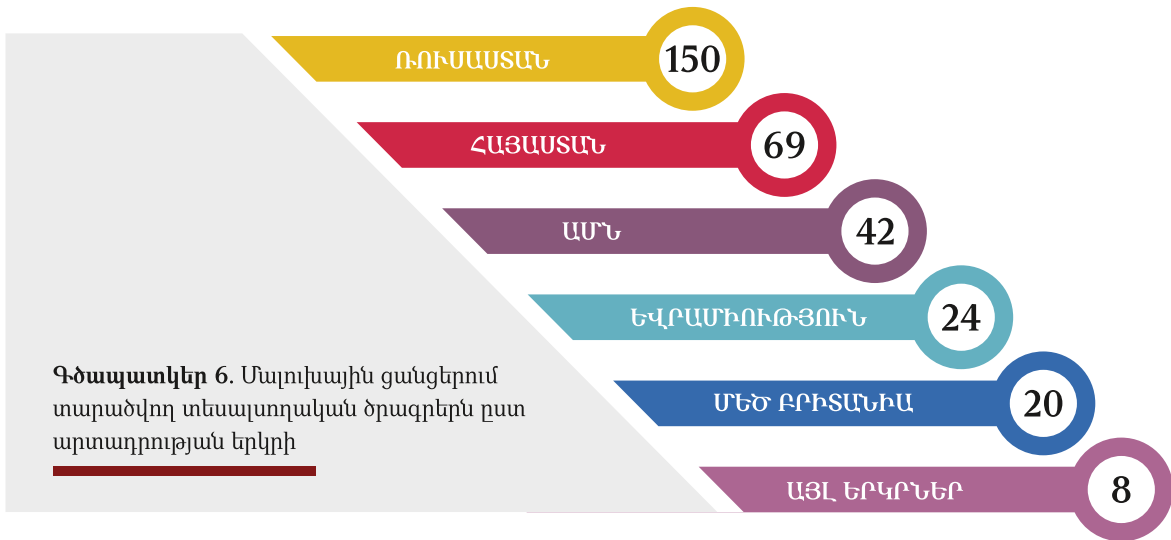 ՌՈՒՍԱՍՏԱՆ 150
ՀԱՅԱՍՏԱՆ 69
ԱՄՆ 42
ԵՎՐԱՄԻՈՒԹՅՈՒՆ 24
ՄԵԾ ԲՐԻՏԱՆԻԱ 20
ԱՅԼ ԵՐԿՐՆԵՐ 8
Գծապատկեր 6. Մալուխային ցանցերում
տարածվող տեսալսողական ծրագրերն ըստ
արտադրության երկրի